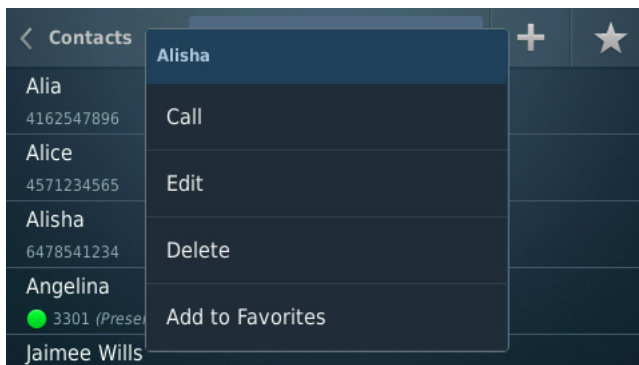 Contacts
Alisha
Alia
4162547896
Call
Alice
4571234565
Edit
Alisha
6478541234
Delete
Angelina
3301
Add to Favorites
Jaimee Wills